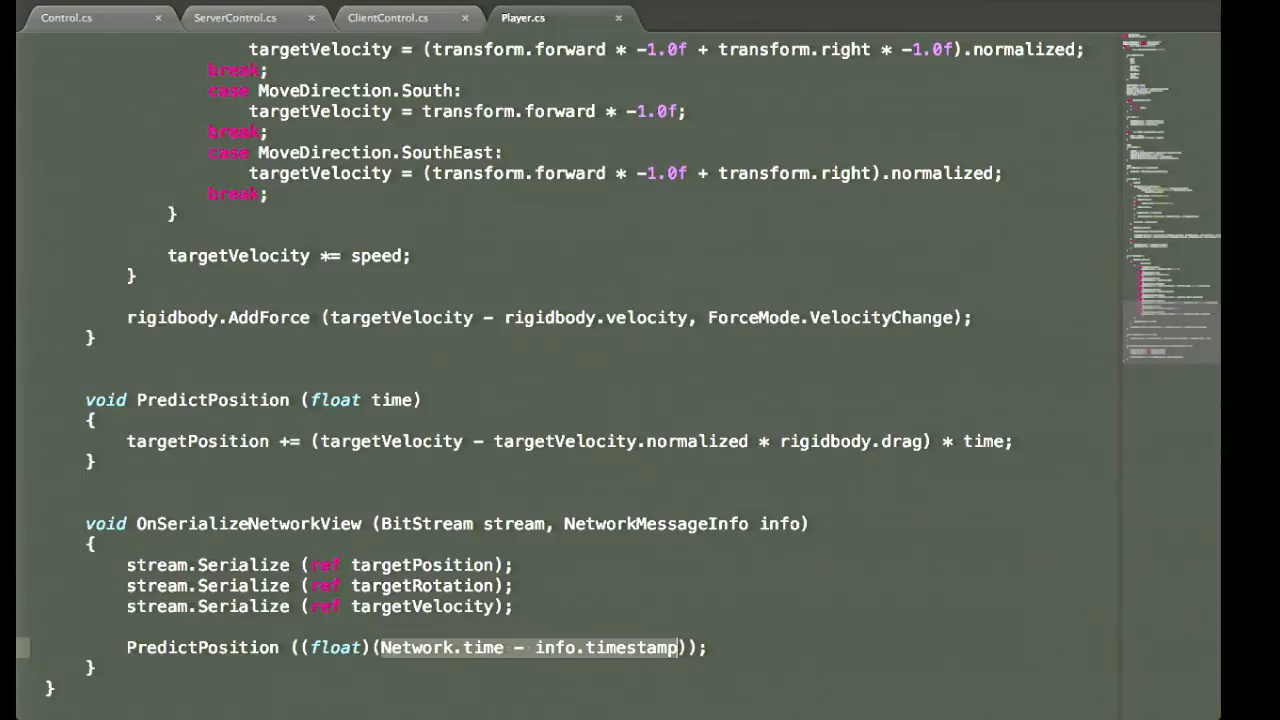 Control.cs × ServerControl.cs × ClientControl.cs × Player.cs ×
targetVelocity = (transform.forward * -1.0f + transform.right * -1.0f).normalized;
break;
case MoveDirection.South:
targetVelocity = transform.forward * -1.0f;
break;
case MoveDirection.SouthEast:
targetVelocity = (transform.forward * -1.0f + transform.right).normalized;
break;
}
targetVelocity *= speed;
}
rigidbody.AddForce (targetVelocity - rigidbody.velocity, ForceMode.VelocityChange);
}
void PredictPosition (float time)
{
targetPosition += (targetVelocity - targetVelocity.normalized * rigidbody.drag) * time;
}
void OnSerializeNetworkView (BitStream stream, NetworkMessageInfo info)
{
stream.Serialize (ref targetPosition);
stream.Serialize (ref targetRotation);
stream.Serialize (ref targetVelocity);
PredictPosition ((float)(Network.time - info.timestamp));
}
}